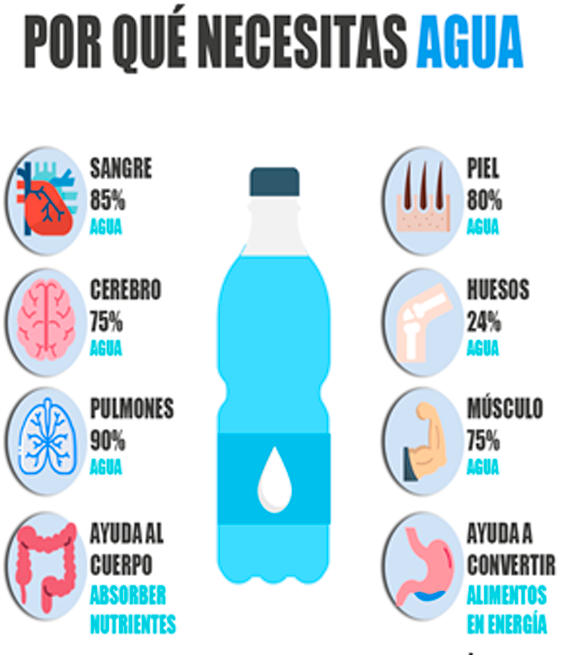 POR QUÉ NECESITAS AGUA
SANGRE
85%
AGUA
CEREBRO
75%
AGUA
PULMONES
90%
AGUA
AYUDA AL
CUERPO
ABSORBER
NUTRIENTES
PIEL
80%
AGUA
HUESOS
24%
AGUA
MÚSCULO
75%
AGUA
AYUDA A
CONVERTIR
ALIMENTOS
EN ENERGÍA